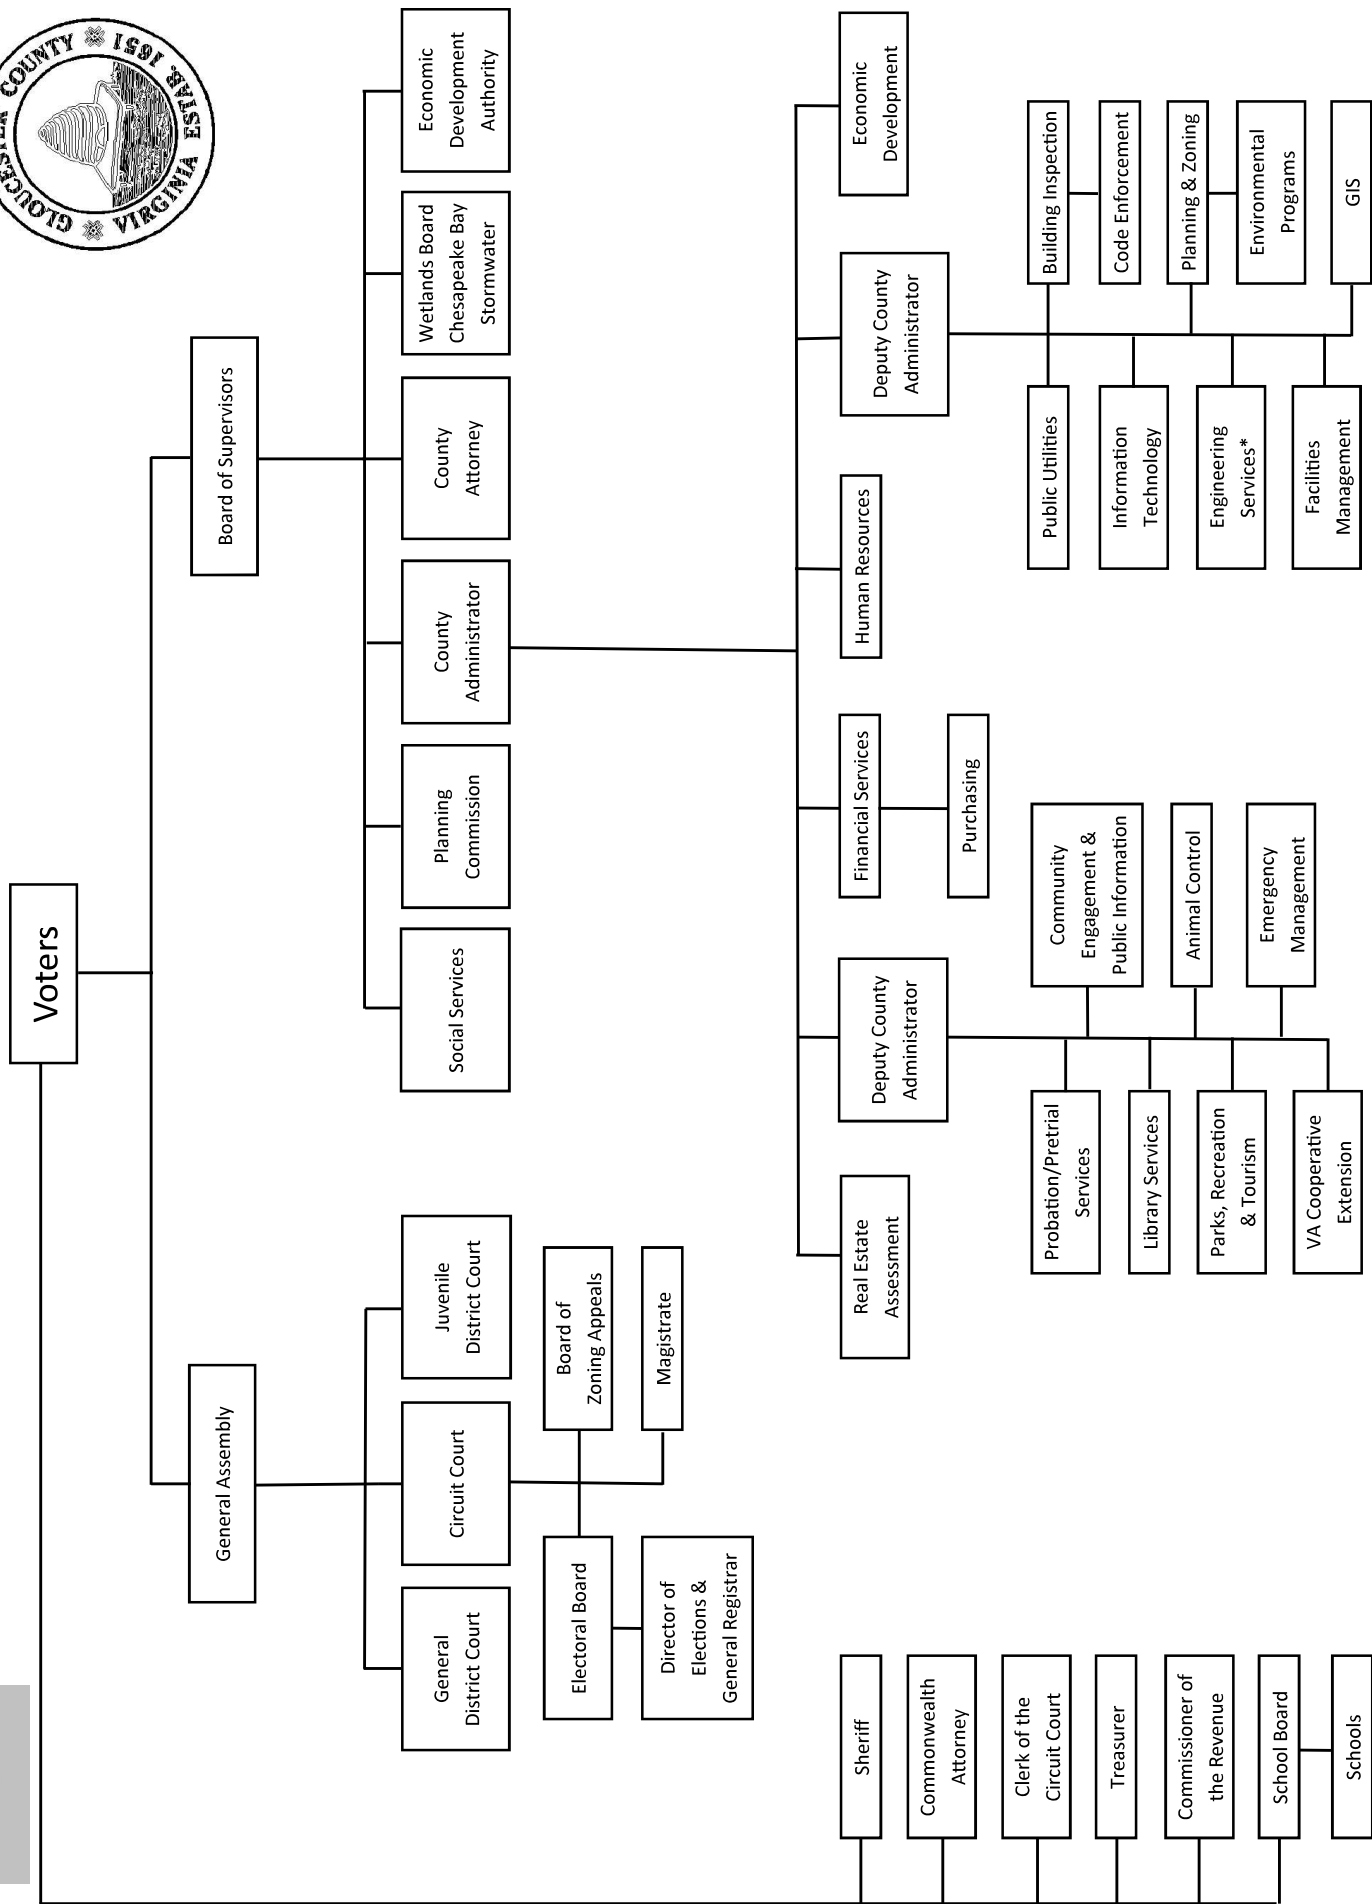 GLOUCESTER COUNTY
VIRGINIA ESTAB. 1651
Voters
General Assembly
Board of Supervisors
General
District Court
Circuit Court
Juvenile
District Court
Social Services
Planning
Commission
County
Administrator
County
Attorney
Wetlands Board
Chesapeake Bay
Stormwater
Economic
Development
Authority
Electoral Board
Board of
Zoning Appeals
Director of
Elections &
General Registrar
Magistrate
Sheriff
Commonwealth
Attorney
Clerk of the
Circuit Court
Treasurer
Commissioner of
the Revenue
School Board
Schools
Real Estate
Assessment
Deputy County
Administrator
Financial Services
Human Resources
Deputy County
Administrator
Economic
Development
Purchasing
Probation/Pretrial
Services
Library Services
Parks, Recreation
& Tourism
VA Cooperative
Extension
Community
Engagement &
Public Information
Animal Control
Emergency
Management
Public Utilities
Information
Technology
Engineering
Services*
Facilities
Management
Building Inspection
Code Enforcement
Planning & Zoning
Environmental
Programs
GIS